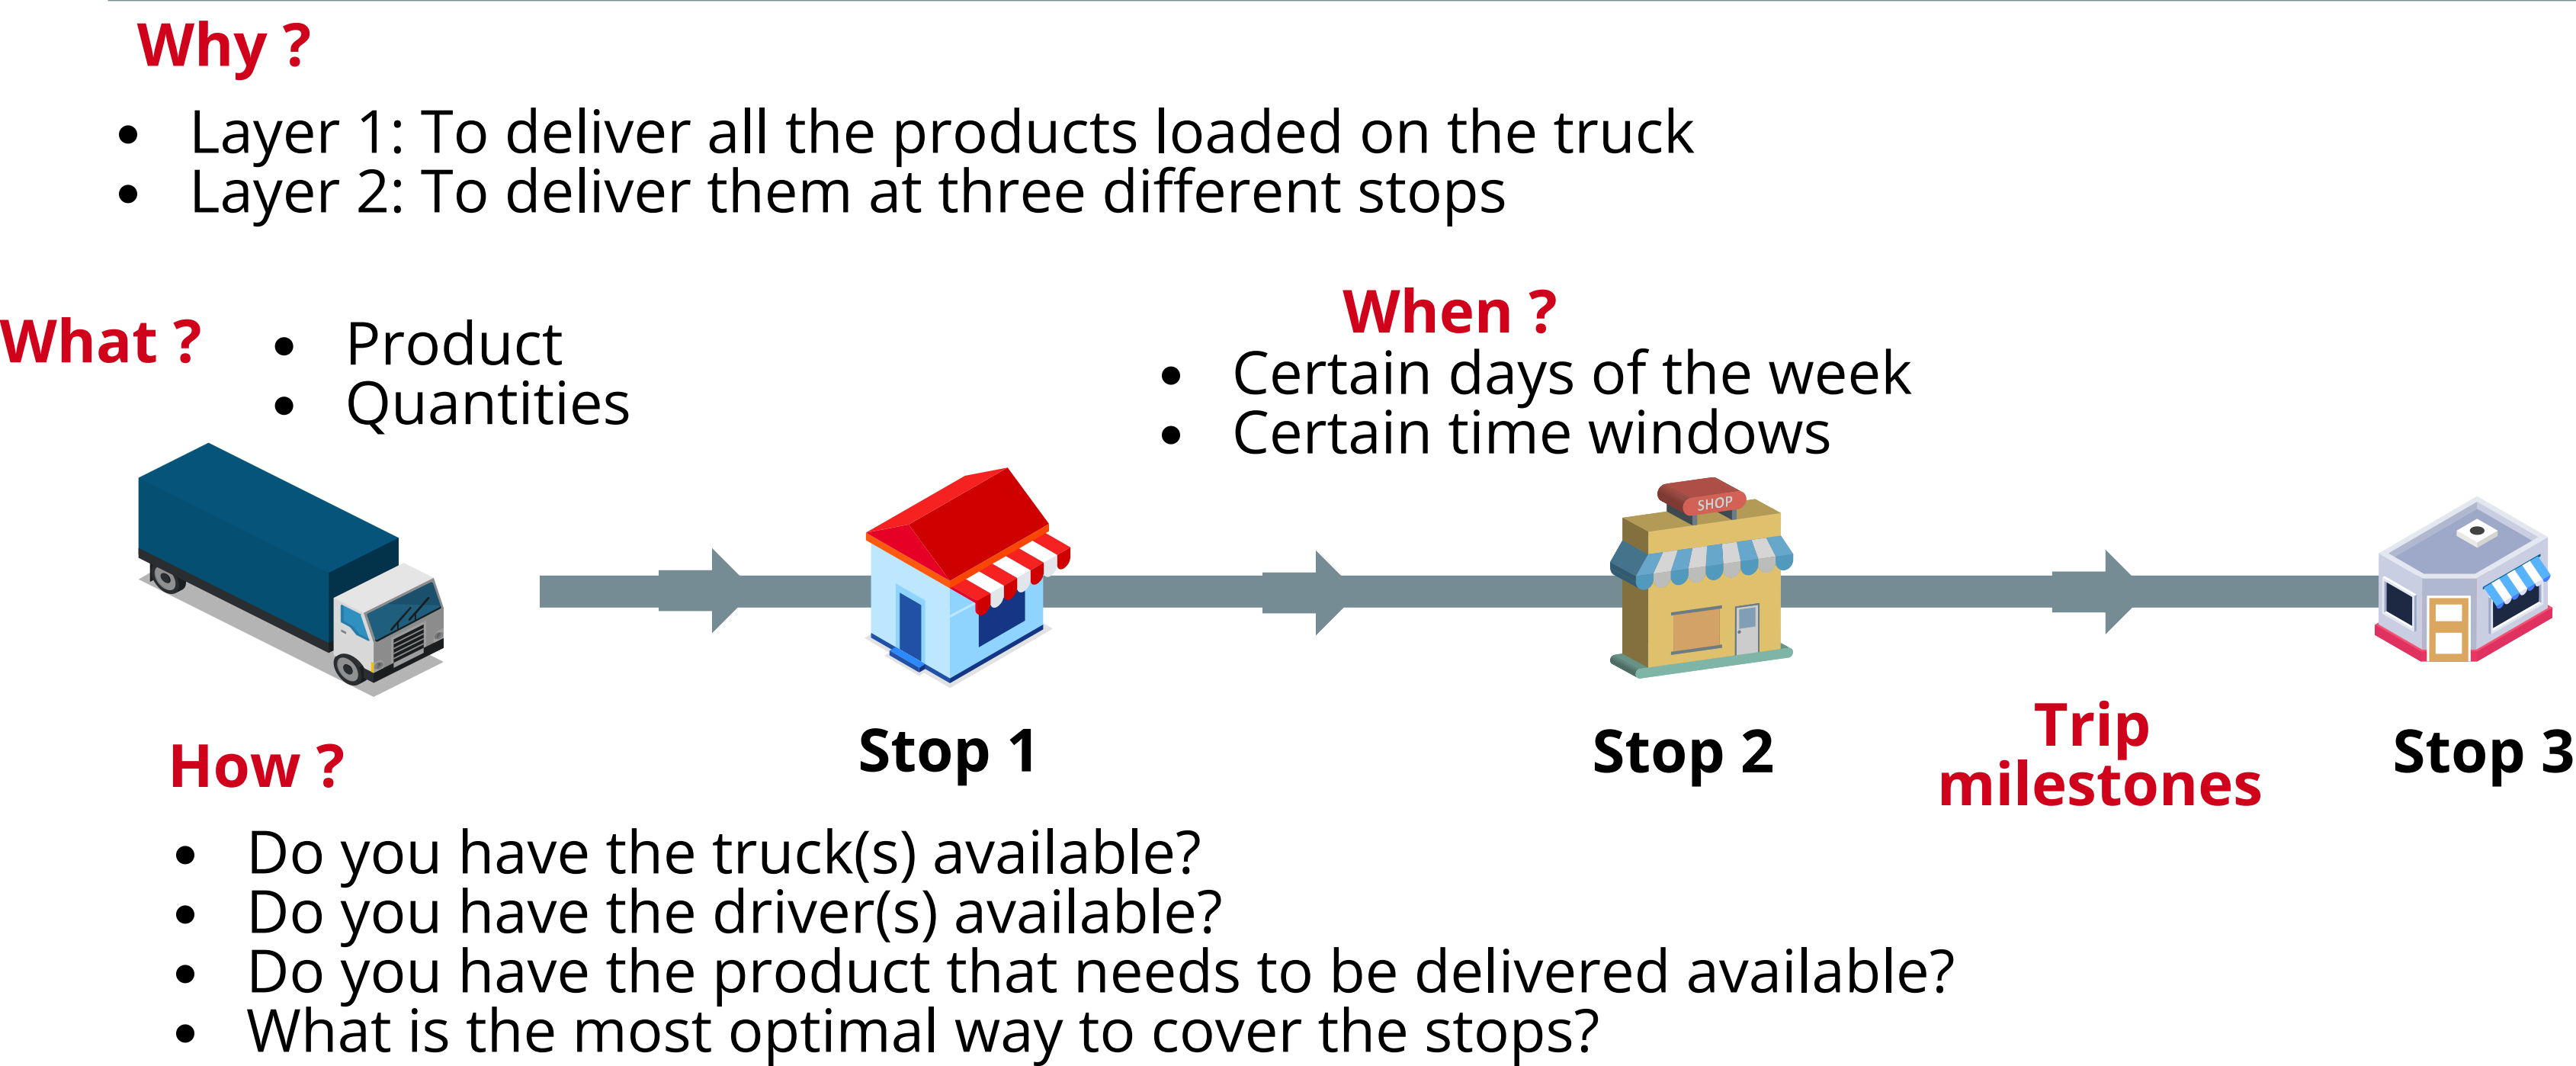 Why ?
• Layer 1: To deliver all the products loaded on the truck
• Layer 2: To deliver them at three different stops
What ?
• Product
• Quantities
When ?
• Certain days of the week
• Certain time windows
SHOP
Stop 1
Stop 2
Trip
milestones
Stop 3
How ?
• Do you have the truck(s) available?
• Do you have the driver(s) available?
• Do you have the product that needs to be delivered available?
• What is the most optimal way to cover the stops?